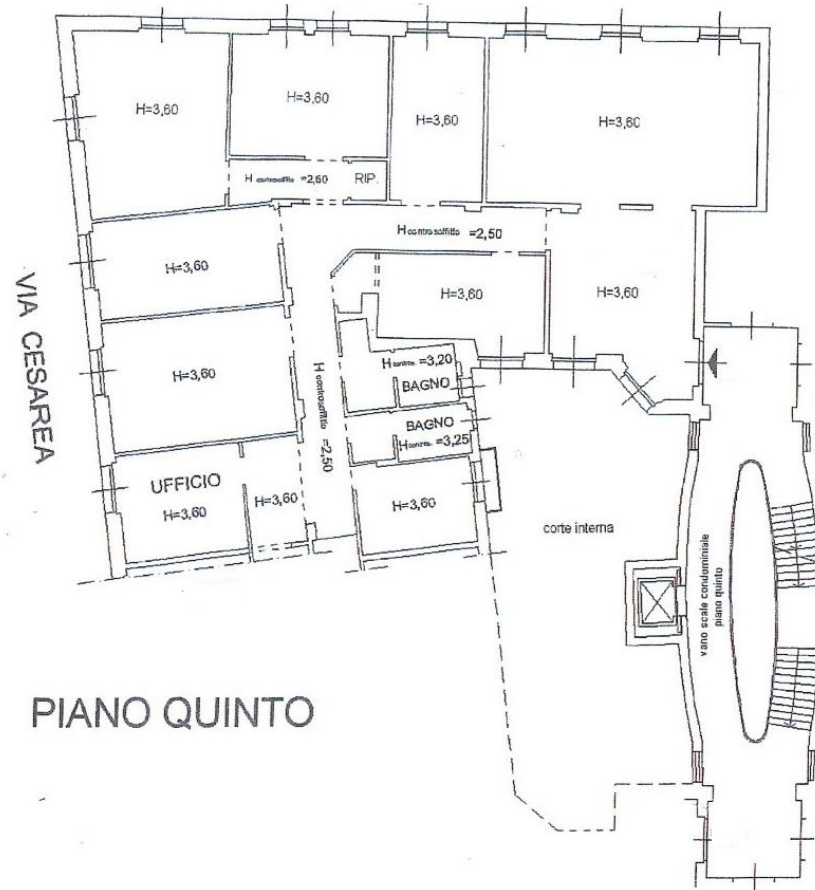 H=3,60
H=3,60
H=3,60
H=3,60
H controsoffitto =2,60
RIP.
H controsoffitto =2,50
H=3,60
H=3,60
H=3,60
VIA CESAREA
H=3,60
H controsoffitto =2,50
H contros. =3,20
BAGNO
BAGNO
H contros. =3,25
UFFICIO
H=3,60
H=3,60
H=3,60
corte interna
vano scale condominiale
piano quinto
PIANO QUINTO